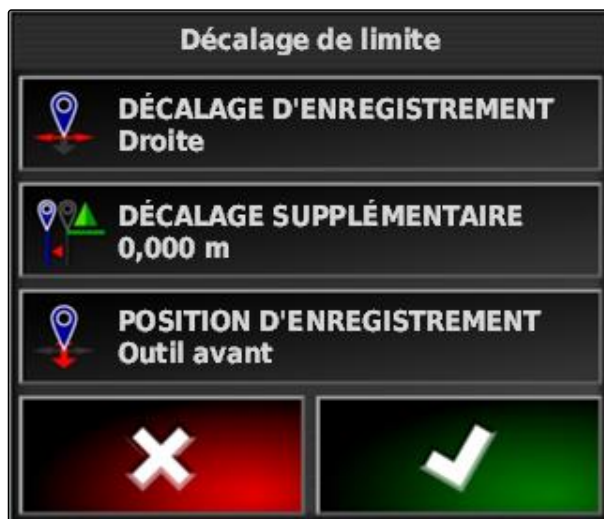 Décalage de limite
DÉCALAGE D'ENREGISTREMENT
Droite
DÉCALAGE SUPPLÉMENTAIRE
0,000 m
POSITION D'ENREGISTREMENT
Outil avant